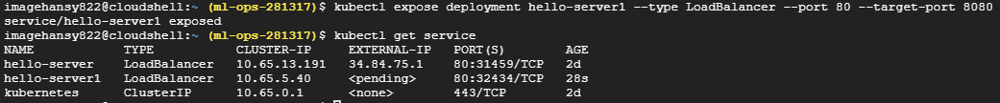 imagehansy822@cloudshell:~ (ml-ops-281317)$ kubectl expose deployment hello-server1 --type LoadBalancer --port 80 --target-port 8080
service/hello-server1 exposed
imagehansy822@cloudshell:~ (ml-ops-281317)$ kubectl get service
NAME TYPE CLUSTER-IP EXTERNAL-IP PORT(S) AGE
hello-server LoadBalancer 10.65.13.191 34.84.75.1 80:31459/TCP 2d
hello-server1 LoadBalancer 10.65.5.40 <pending> 80:32434/TCP 28s
kubernetes ClusterIP 10.65.0.1 <none> 443/TCP 2d